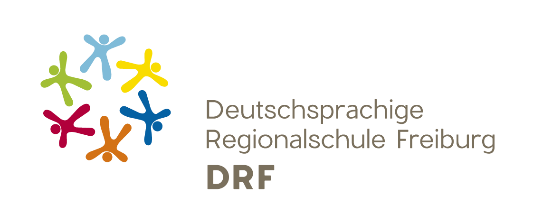 Deutschsprachige
Regionalschule Freiburg
DRF